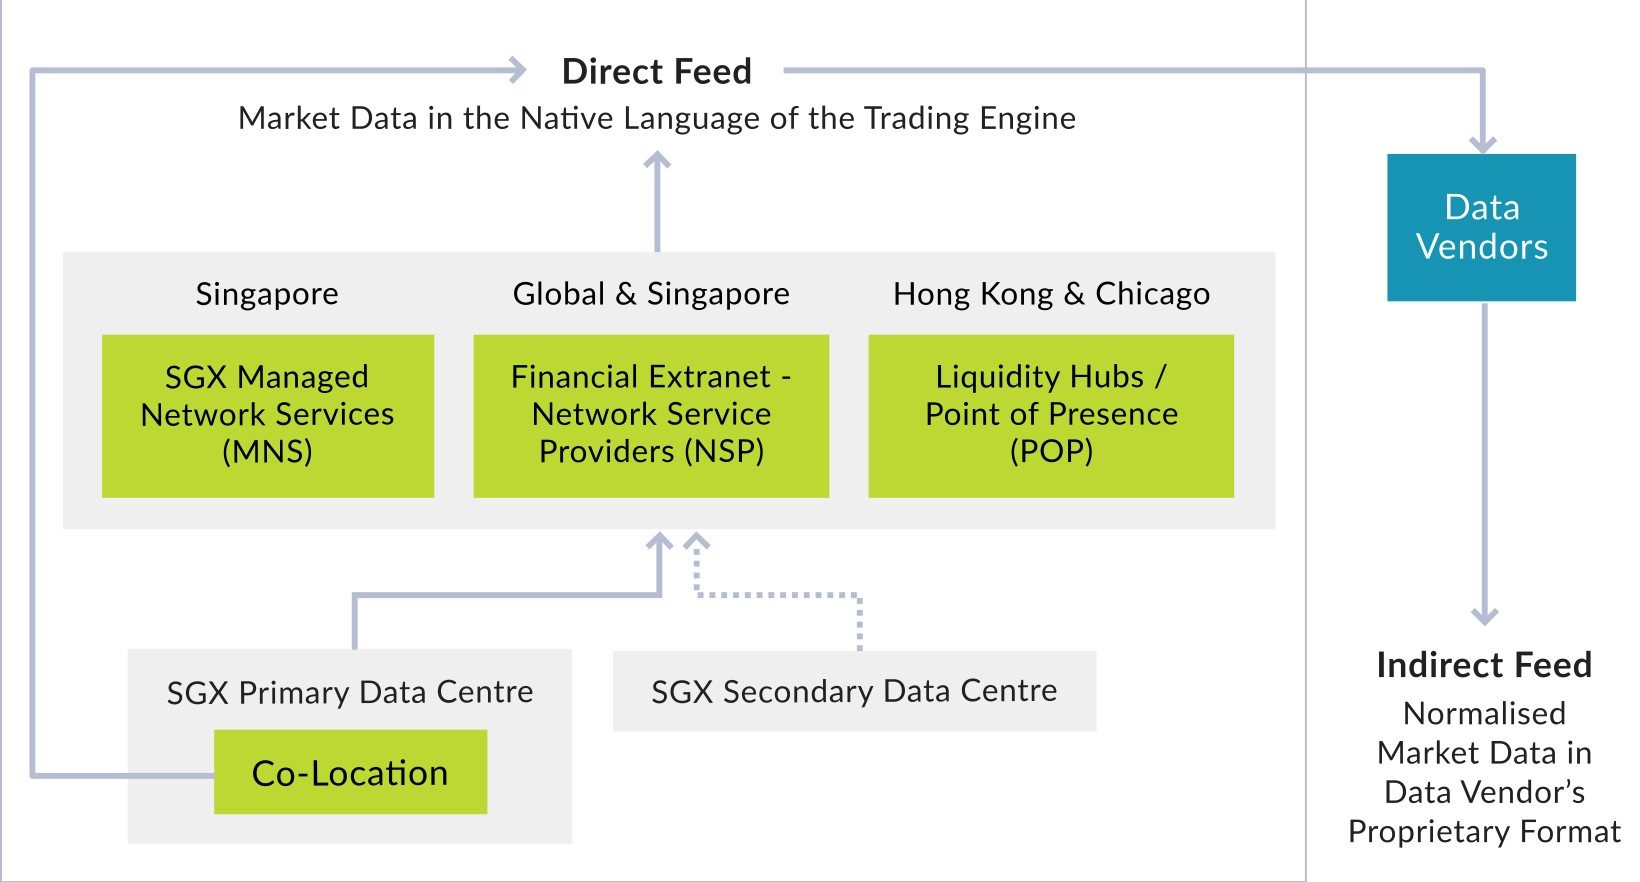 Direct Feed
Market Data in the Native Language of the Trading Engine
Data
Vendors
Singapore
SGX Managed
Network Services
(MNS)
Global & Singapore
Financial Extranet -
Network Service
Providers (NSP)
Hong Kong & Chicago
Liquidity Hubs /
Point of Presence
(POP)
SGX Primary Data Centre
Co-Location
SGX Secondary Data Centre
Indirect Feed
Normalised
Market Data in
Data Vendor’s
Proprietary Format